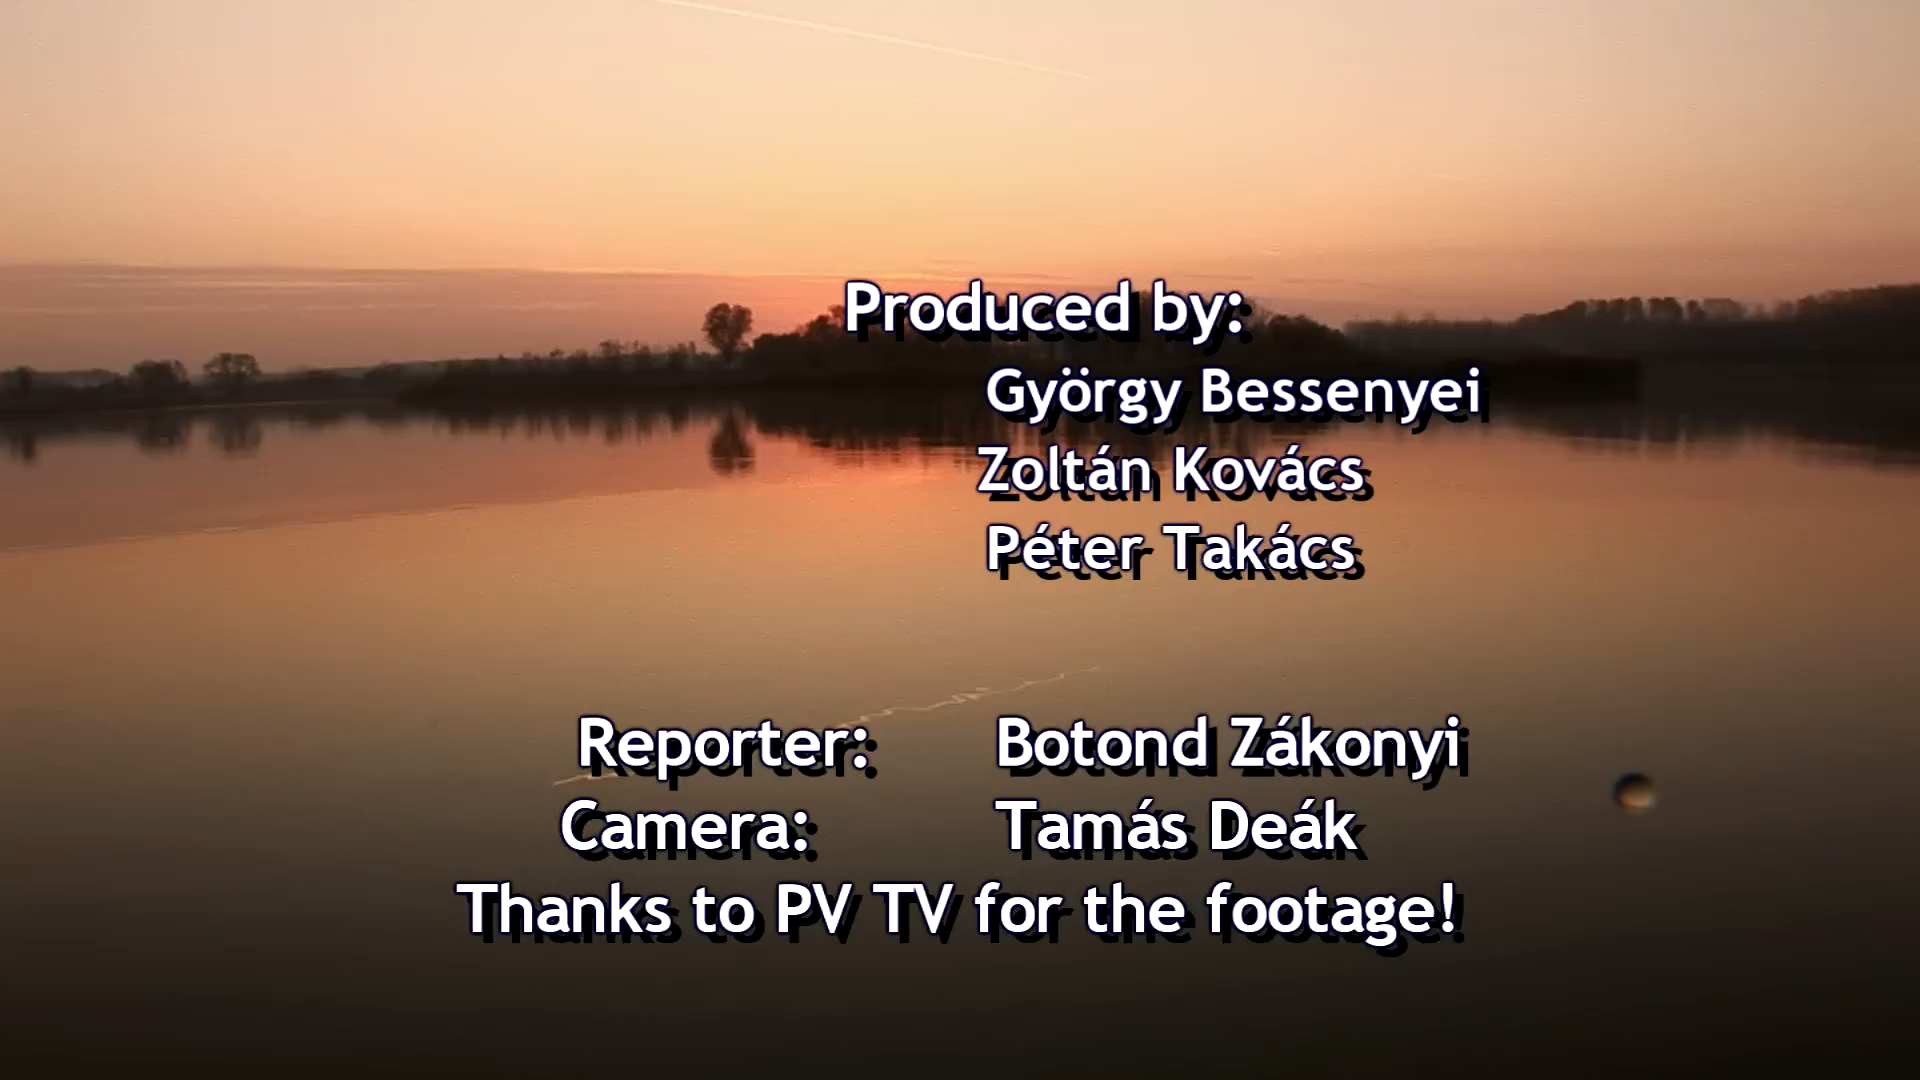 Produced by:
György Bessenyei
Zoltán Kovács
Péter Takács
Reporter: Botond Zákonyi
Camera: Tamás Deák
Thanks to PV TV for the footage!